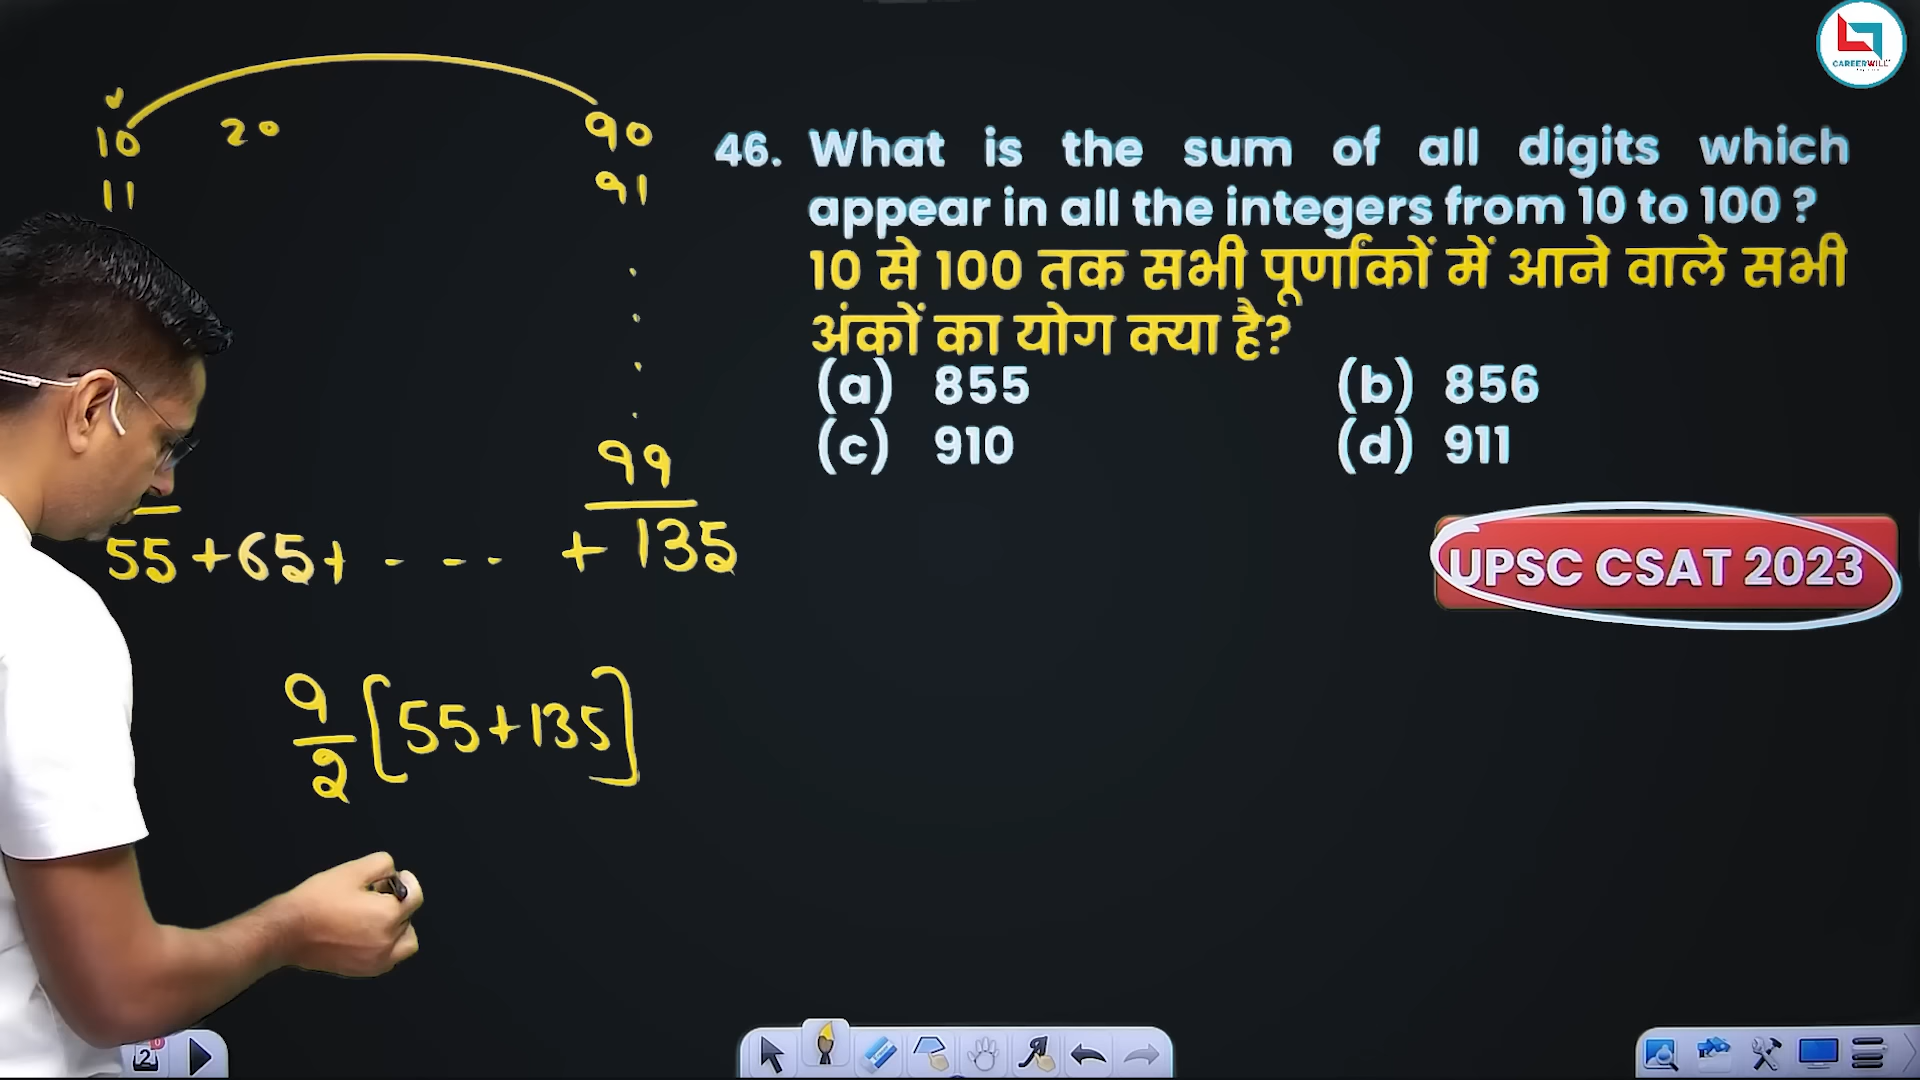 CAREERWILL
10 20 90
11 91
.
.
.
.
99
55+65+ - - - + 135
9/2 [55+135]
46. What is the sum of all digits which
appear in all the integers from 10 to 100 ?
10 से 100 तक सभी पूर्णांकों में आने वाले सभी
अंकों का योग क्या है?
(a) 855 (b) 856
(c) 910 (d) 911
UPSC CSAT 2023
2